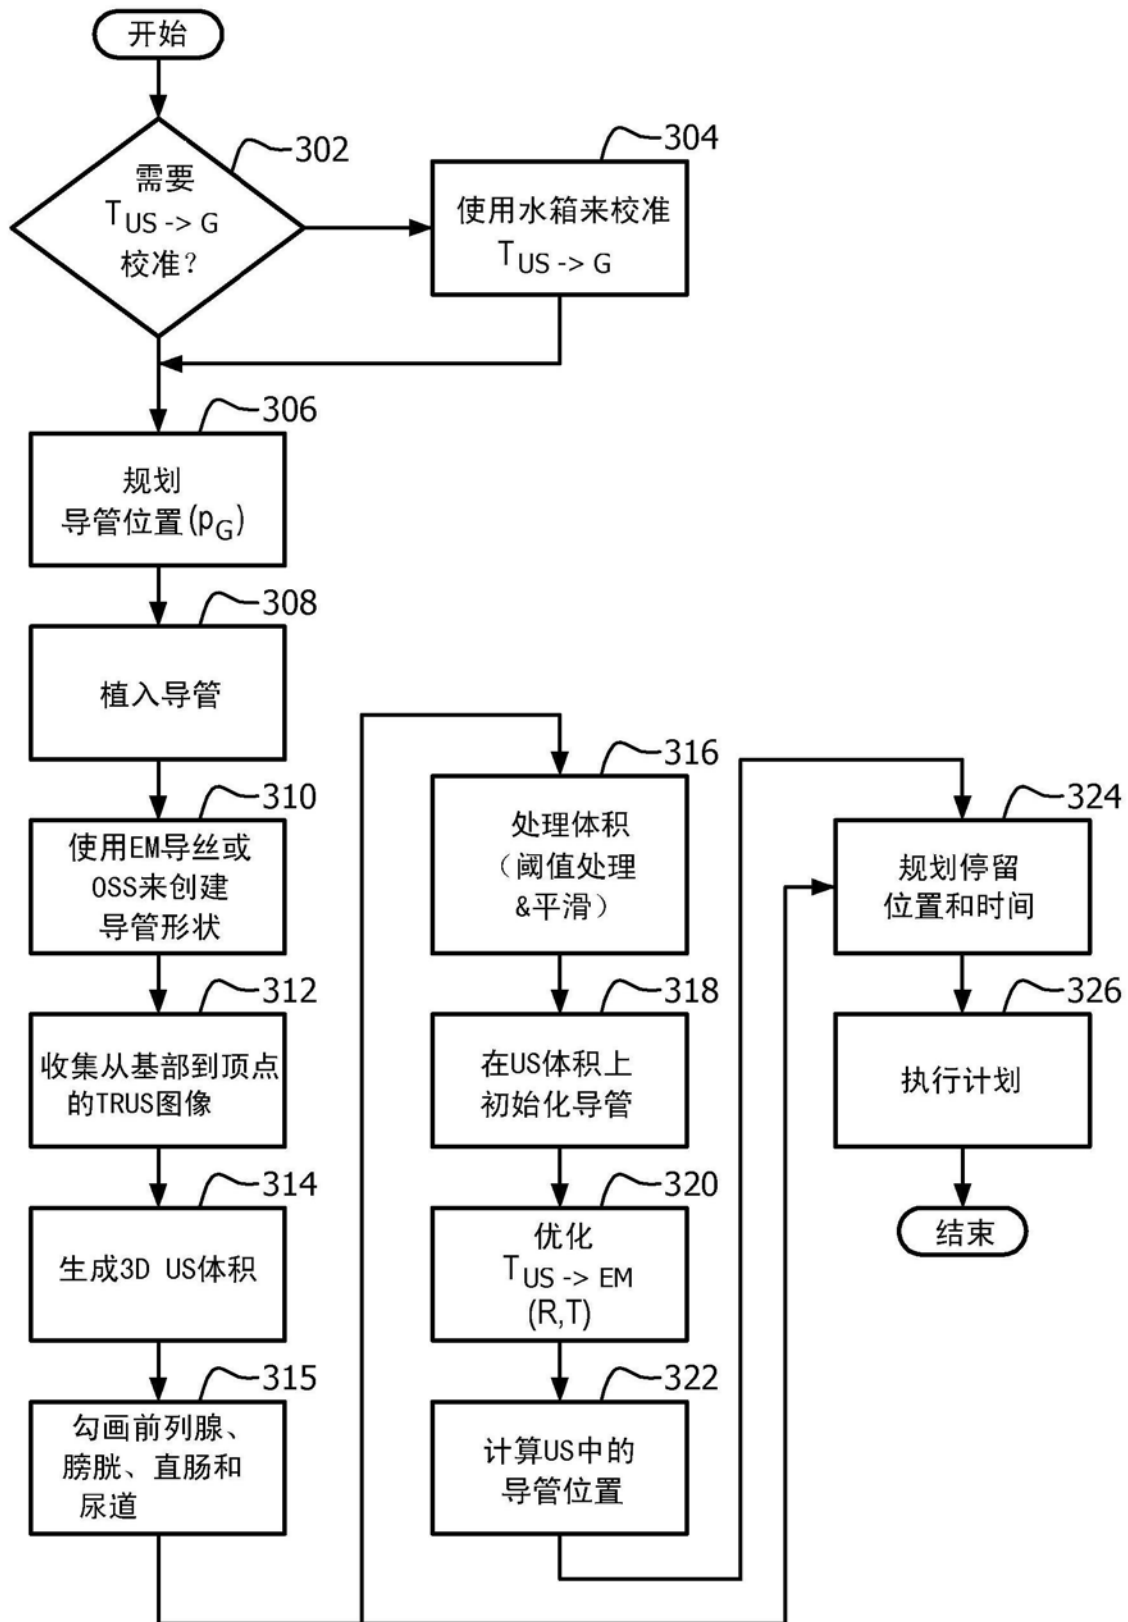 开始
302
需要
T US -> G
校准？
304
使用水箱来校准
T US -> G
306
规划
导管位置(pG)
308
植入导管
310
使用EM导丝或
OSS来创建
导管形状
312
收集从基部到顶点
的TRUS图像
314
生成3D US体积
315
勾画前列腺、
膀胱、直肠和
尿道
316
处理体积
（阈值处理
&平滑）
318
在US体积上
初始化导管
320
优化
T US -> EM
(R,T)
322
计算US中的
导管位置
324
规划停留
位置和时间
326
执行计划
结束